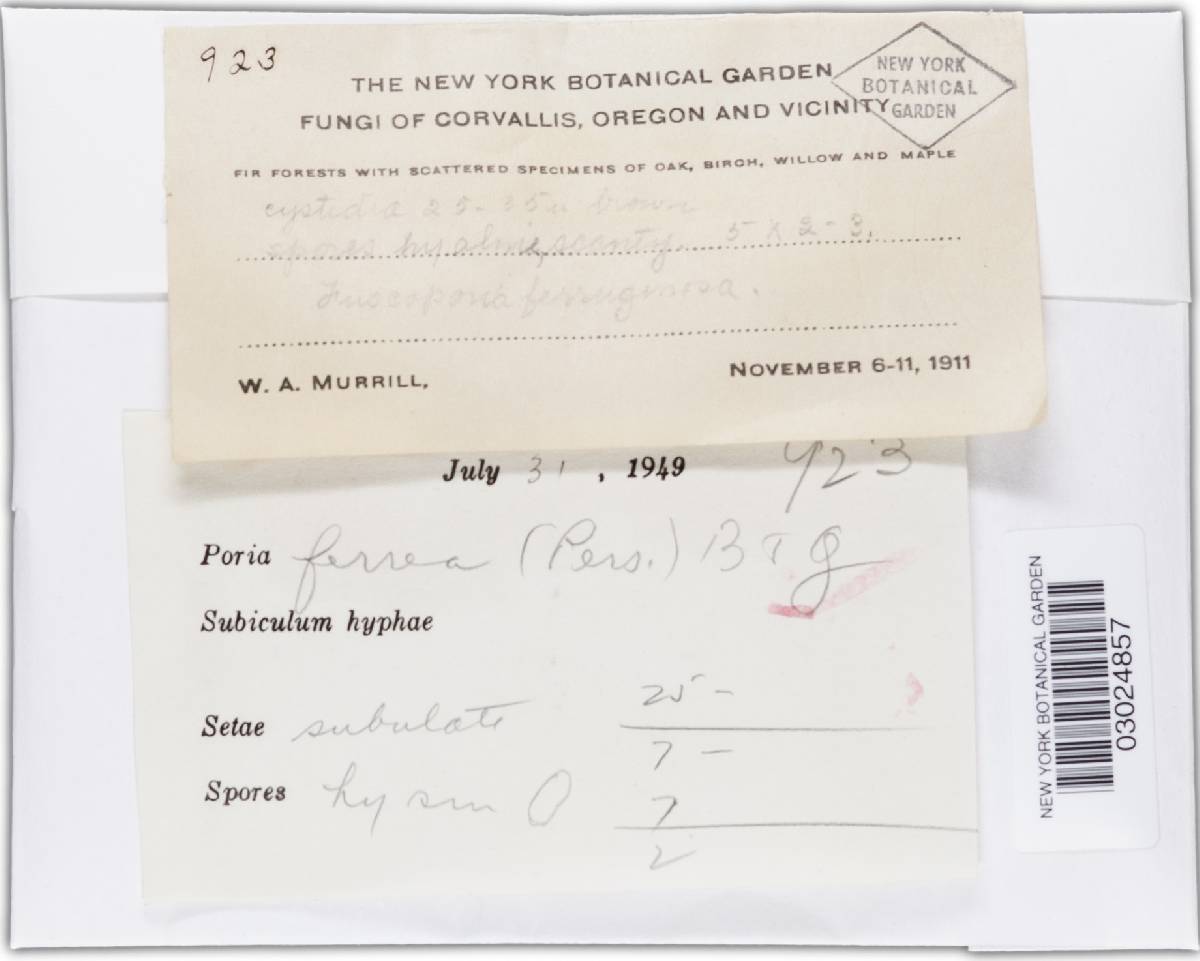 923
THE NEW YORK BOTANICAL GARDEN
FUNGI OF CORVALLIS, OREGON AND VICINITY
NEW YORK
BOTANICAL
GARDEN
FIR FORESTS WITH SCATTERED SPECIMENS OF OAK, BIRCH, WILLOW AND MAPLE
cystidia 25-35u brown
spores hyaline, scanty. 5 X 2-3.
Fuscoporia ferruginosa.
W. A. MURRILL,
NOVEMBER 6-11, 1911
July 31, 1949
923
Poria ferrea (Pers.) B + G
Subiculum hyphae
Setae subulate
25 -
7 -
Spores hy sm O
7
2
NEW YORK BOTANICAL GARDEN
03024857